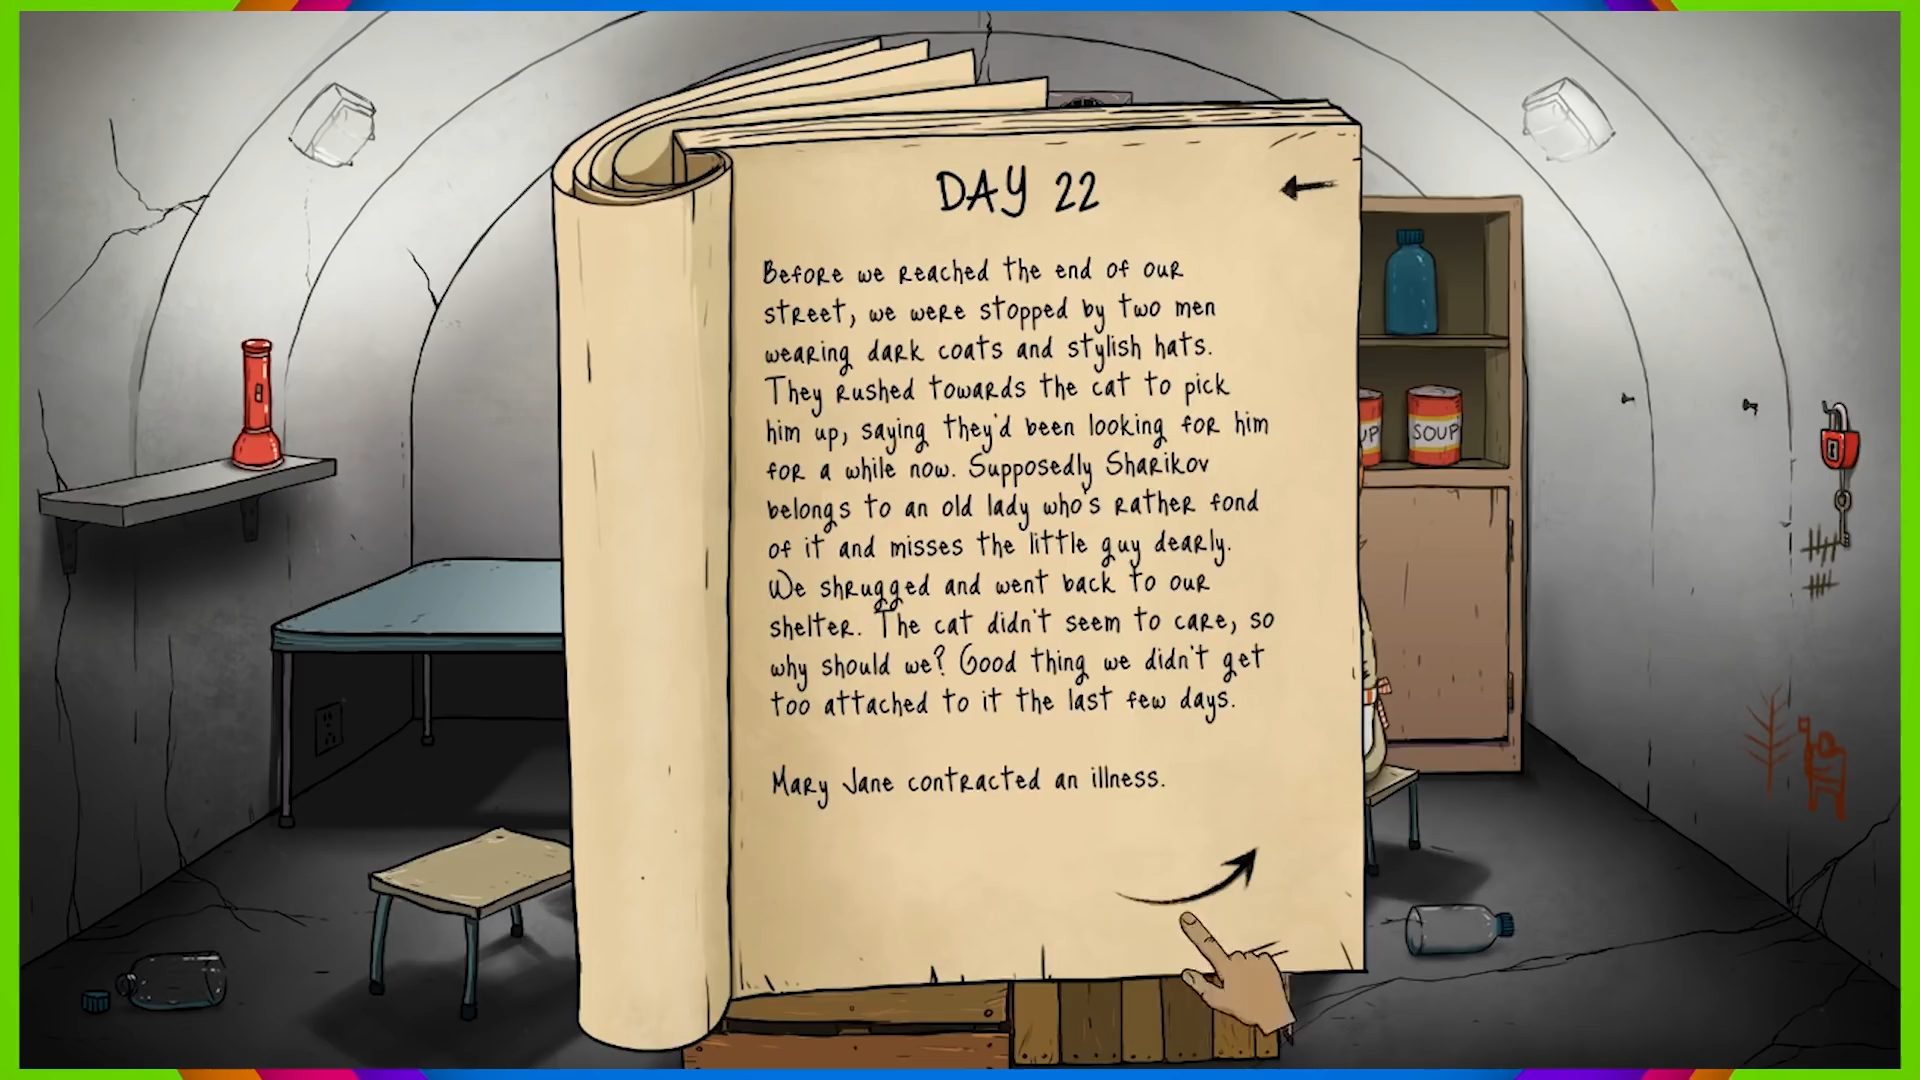 DAY 22
Before we reached the end of our
street, we were stopped by two men
wearing dark coats and stylish hats.
They rushed towards the cat to pick
him up, saying they'd been looking for him
for a while now. Supposedly Sharikov
belongs to an old lady who's rather fond
of it and misses the little guy dearly.
We shrugged and went back to our
shelter. The cat didn't seem to care, so
why should we? Good thing we didn't get
too attached to it the last few days.
Mary Jane contracted an illness.
UP
SOUP